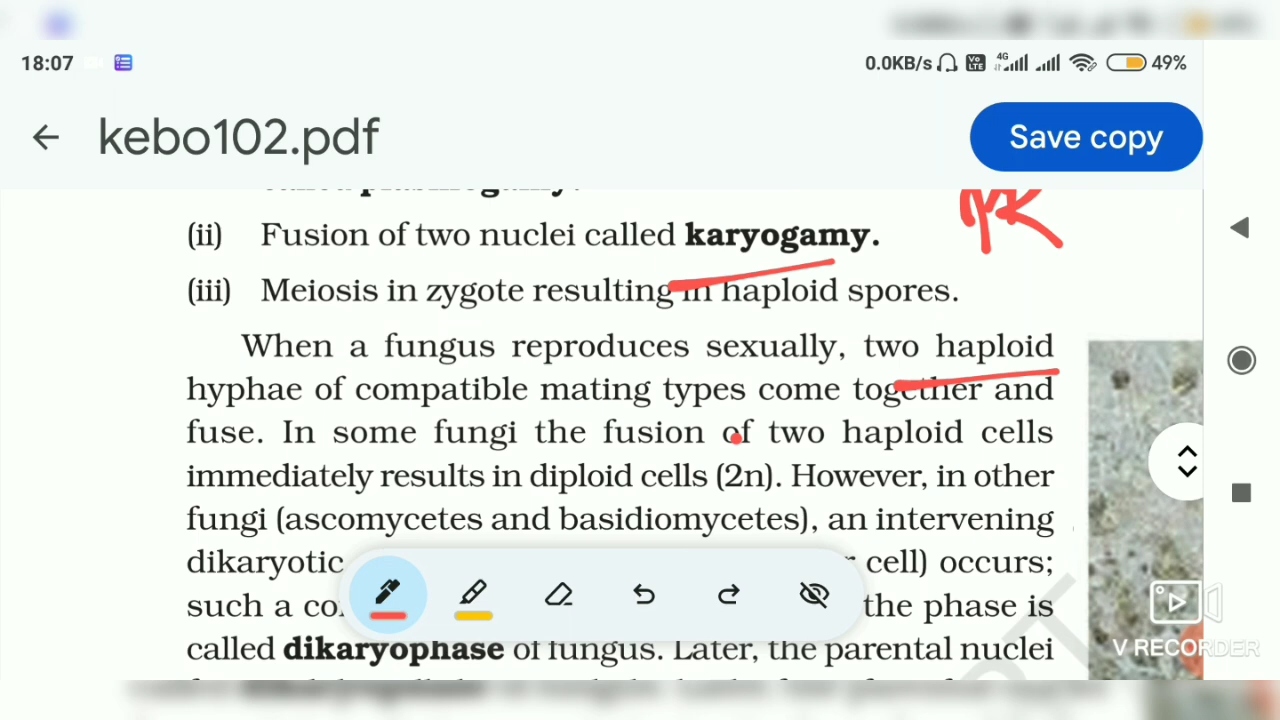 18:07 0.0KB/s Vo LTE 4G 49%
kebo102.pdf Save copy
(ii) Fusion of two nuclei called karyogamy.
(iii) Meiosis in zygote resulting in haploid spores.
When a fungus reproduces sexually, two haploid
hyphae of compatible mating types come together and
fuse. In some fungi the fusion of two haploid cells
immediately results in diploid cells (2n). However, in other
fungi (ascomycetes and basidiomycetes), an intervening
dikaryotic cell) occurs;
such a the phase is
called dikaryophase of fungus. Later, the parental nuclei
V RECORDER